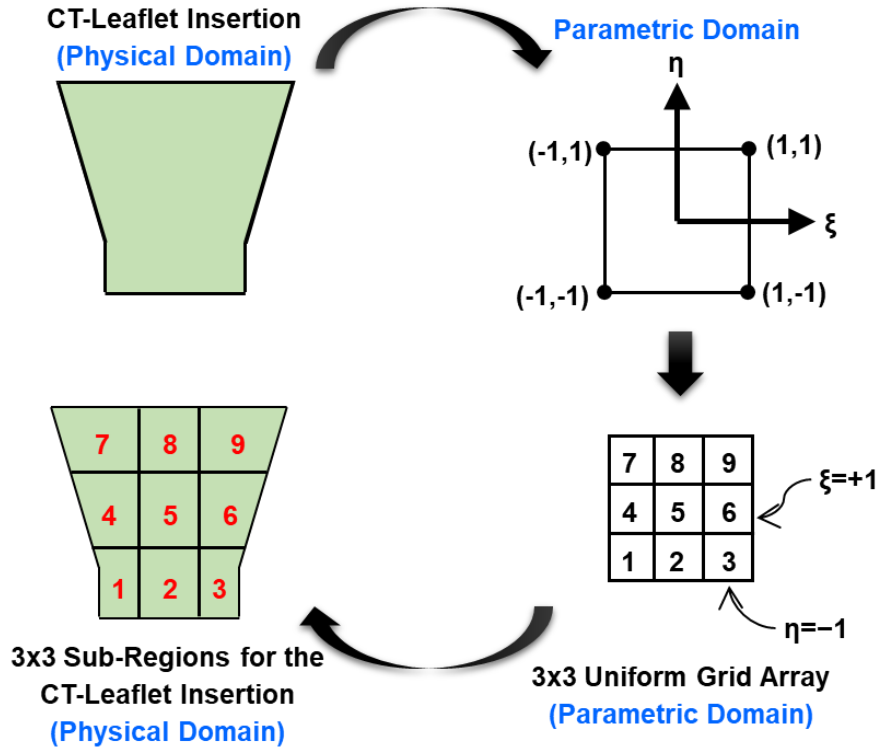 CT-Leaflet Insertion
(Physical Domain)
Parametric Domain
η
(-1,1)
(1,1)
ξ
(-1,-1)
(1,-1)
7 8 9
4 5 6
1 2 3
7 8 9
4 5 6
1 2 3
ξ=+1
η=−1
3x3 Sub-Regions for the
CT-Leaflet Insertion
(Physical Domain)
3x3 Uniform Grid Array
(Parametric Domain)